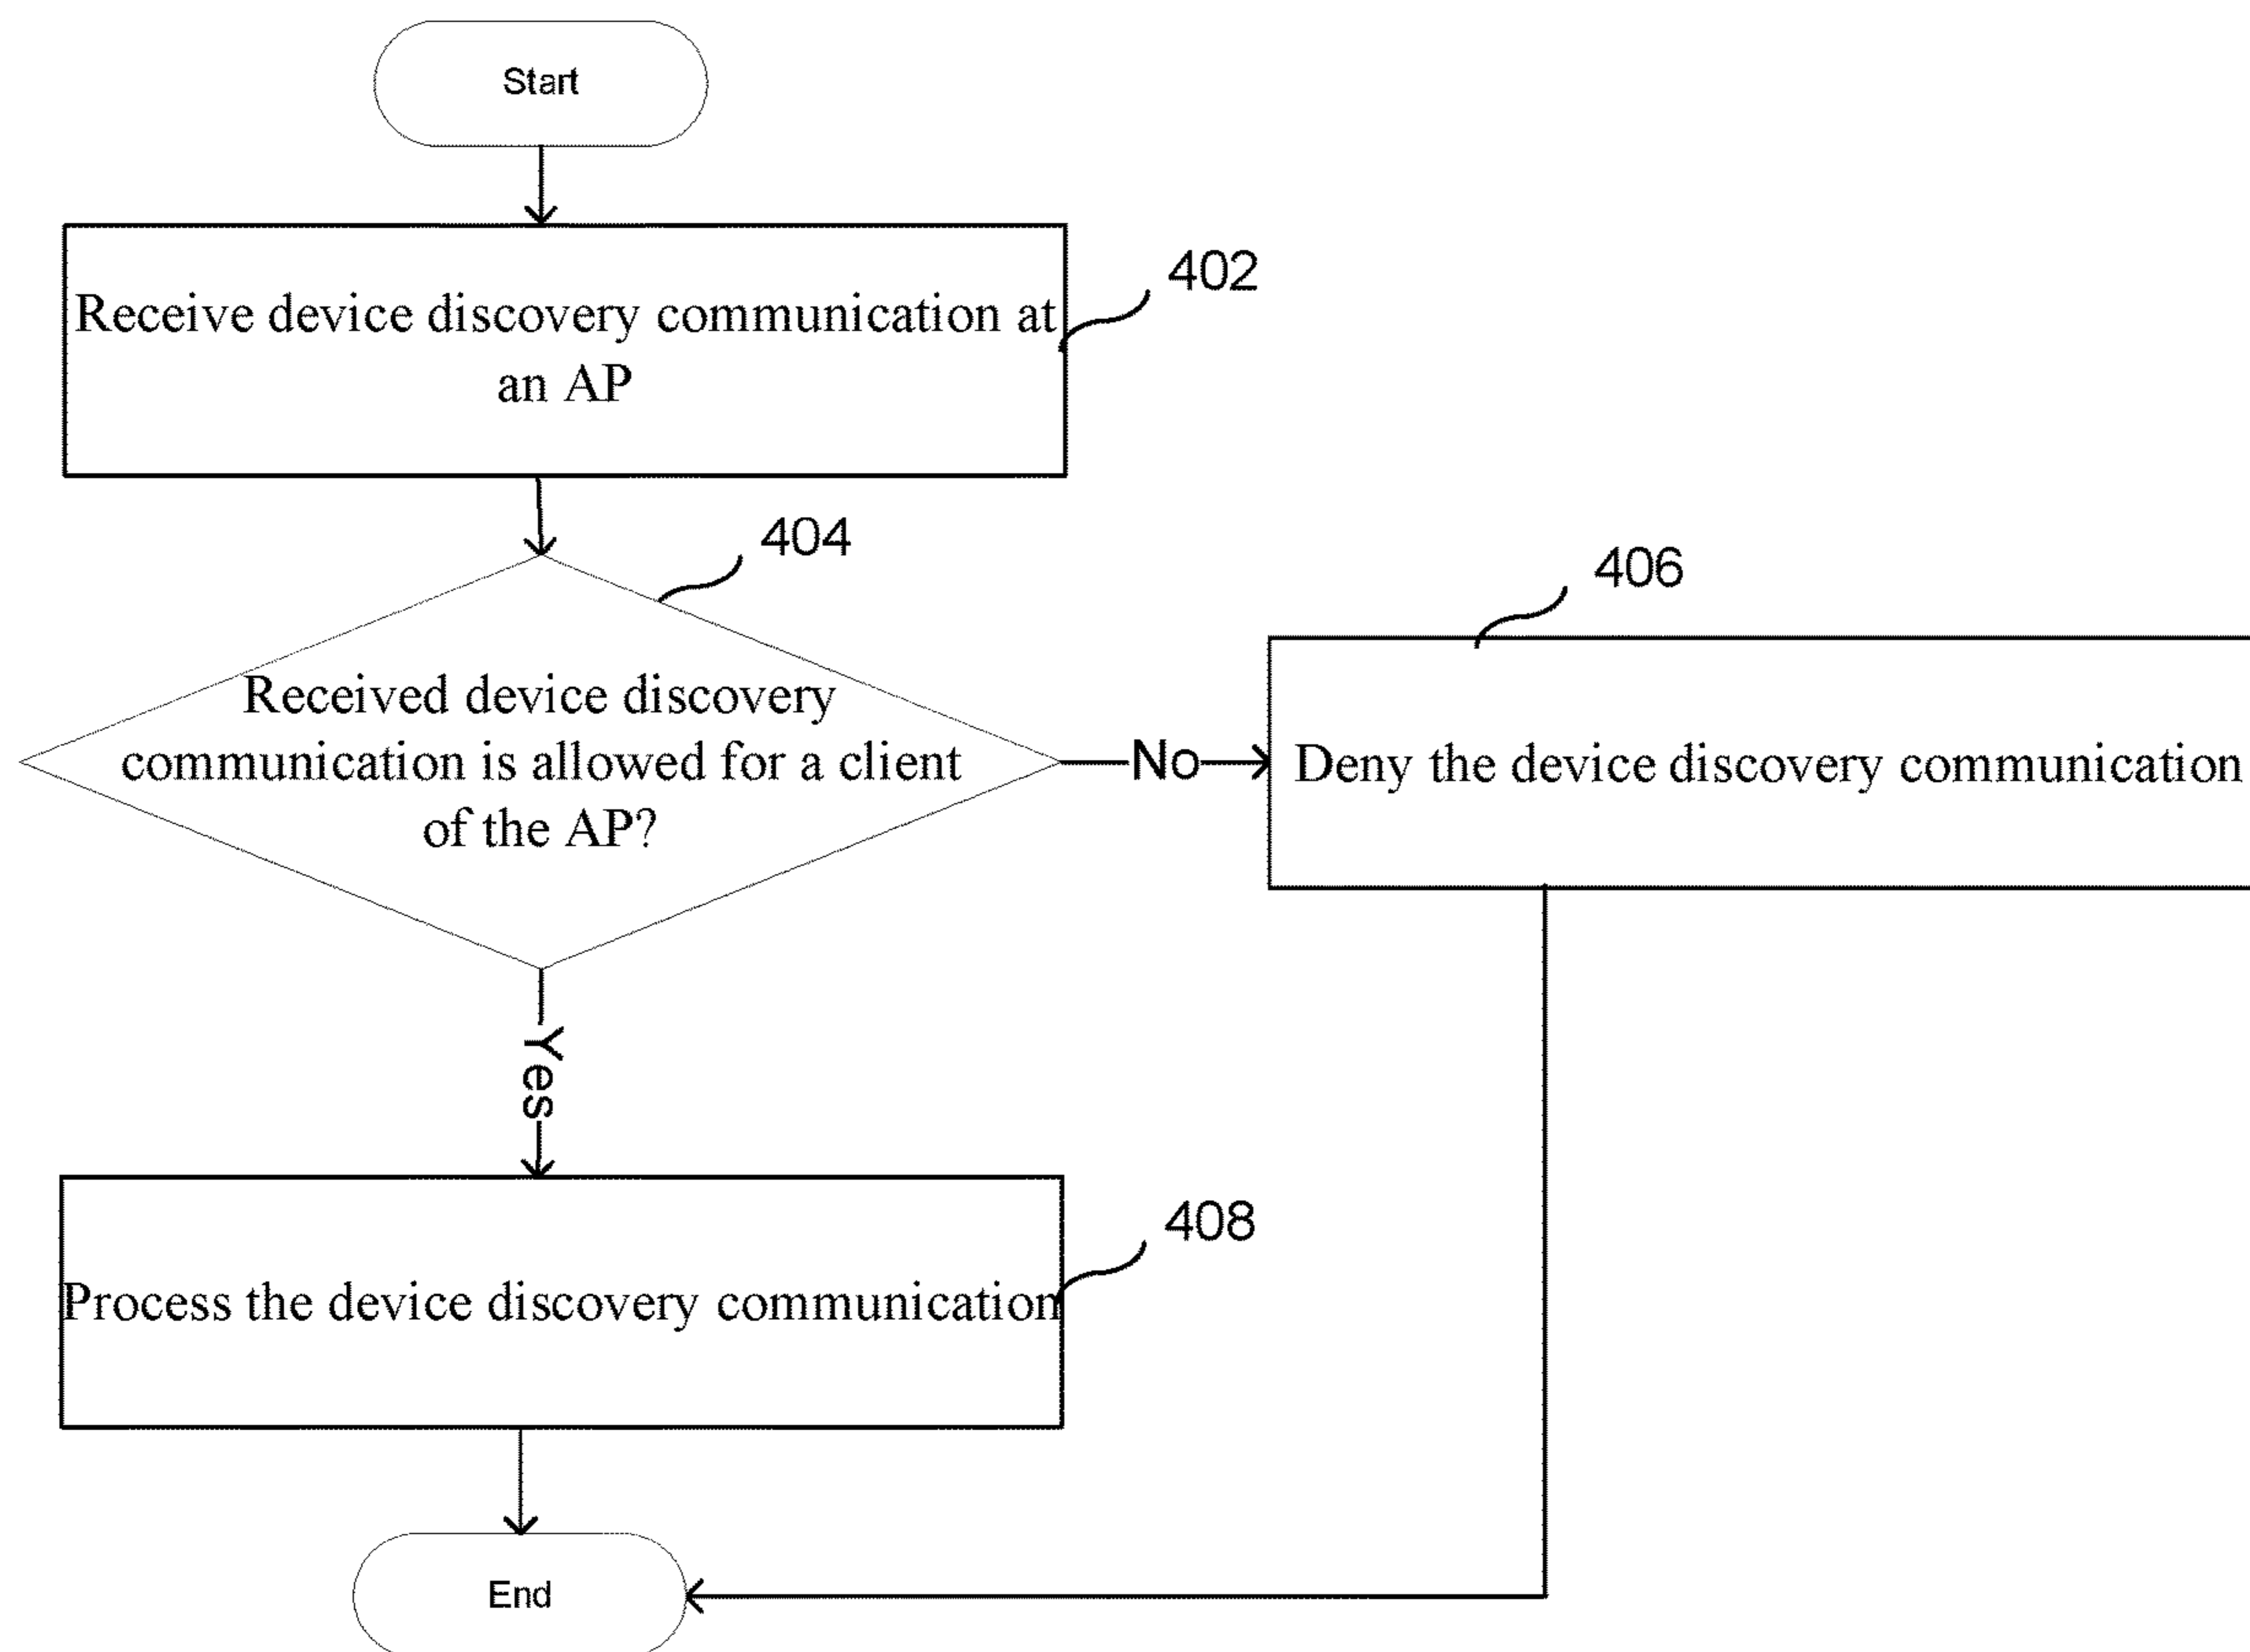 Start
402
Receive device discovery communication at
an AP
404
Received device discovery
communication is allowed for a client
of the AP?
No
406
Deny the device discovery communication
Yes
408
Process the device discovery communication
End